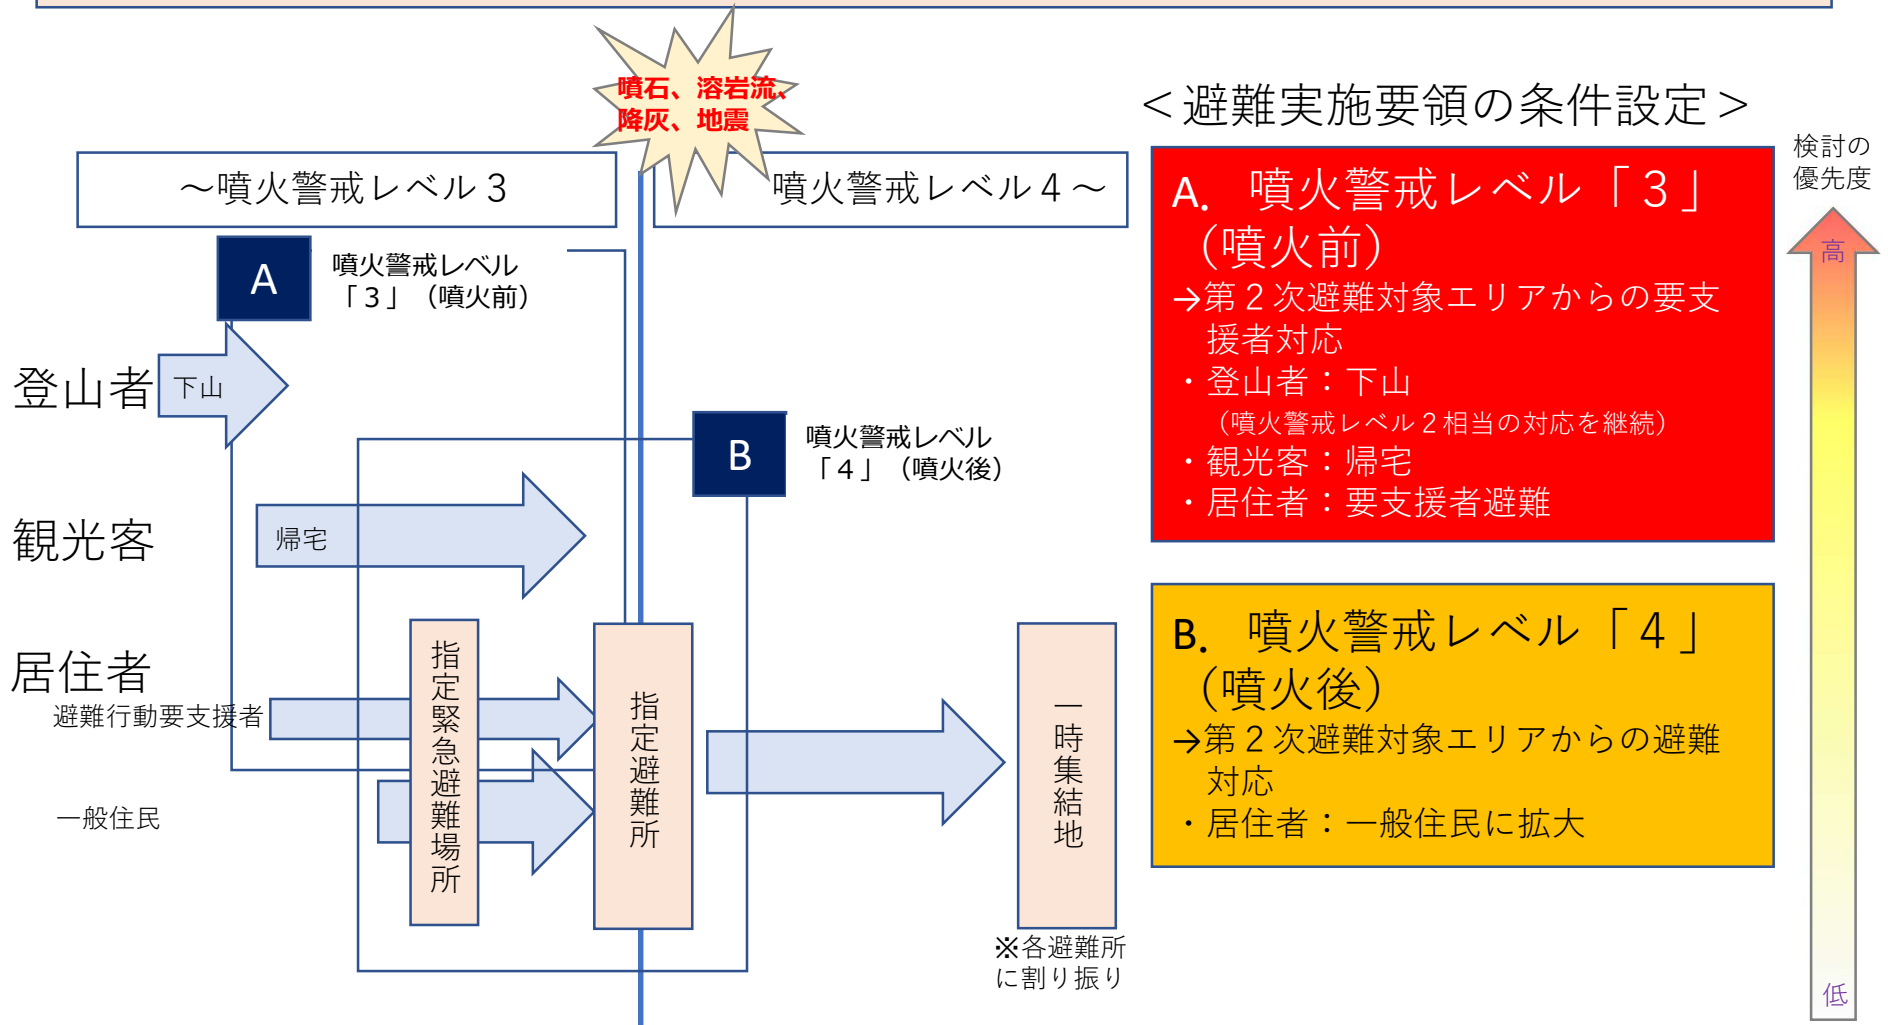 噴石、溶岩流、
降灰、地震
＜避難実施要領の条件設定＞
検討の
優先度
～噴火警戒レベル３
噴火警戒レベル４～
A
噴火警戒レベル
「３」（噴火前）
登山者
下山
B
噴火警戒レベル
「４」（噴火後）
観光客
帰宅
居住者
避難行動要支援者
一般住民
指定緊急避難場所
指定避難所
一時集結地
※各避難所
に割り振り
A. 噴火警戒レベル「３」
（噴火前）
→第２次避難対象エリアからの要支
援者対応
・登山者：下山
（噴火警戒レベル２相当の対応を継続）
・観光客：帰宅
・居住者：要支援者避難
B. 噴火警戒レベル「４」
（噴火後）
→第２次避難対象エリアからの避難
対応
・居住者：一般住民に拡大
高
低